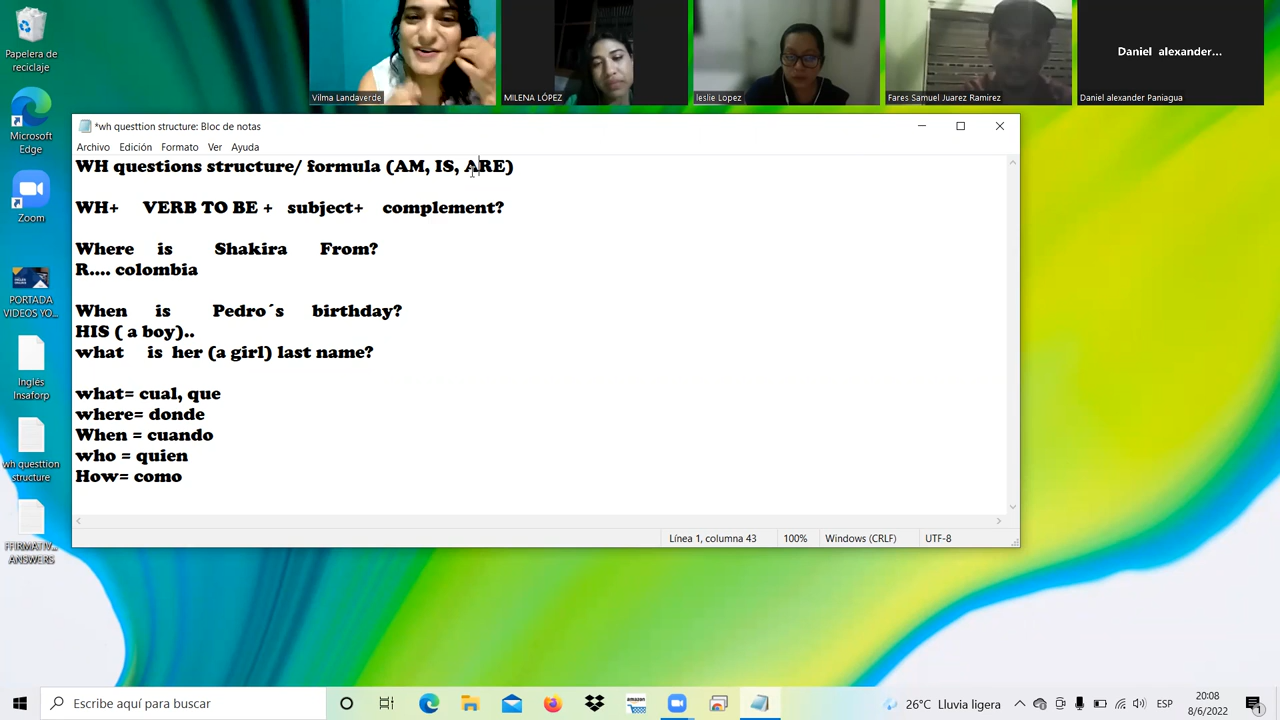 Vilma Landaverde
MILENA LÓPEZ
leslie Lopez
Fares Samuel Juarez Ramirez
Daniel alexander...
Daniel alexander Paniagua
Papelera de
reciclaje
Microsoft
Edge
Zoom
PORTADA
VIDEOS YO...
Inglés
Insaforp
wh questtion
structure
FFIRMATIV...
ANSWERS
*wh questtion structure: Bloc de notas
Archivo Edición Formato Ver Ayuda
WH questions structure/ formula (AM, IS, ARE)
WH+ VERB TO BE + subject+ complement?
Where is Shakira From?
R.... colombia
When is Pedro´s birthday?
HIS ( a boy)..
what is her (a girl) last name?
what= cual, que
where= donde
When = cuando
who = quien
How= como
Línea 1, columna 43 100% Windows (CRLF) UTF-8
Escribe aquí para buscar
amazon
26°C Lluvia ligera
ESP
20:08
8/6/2022
1